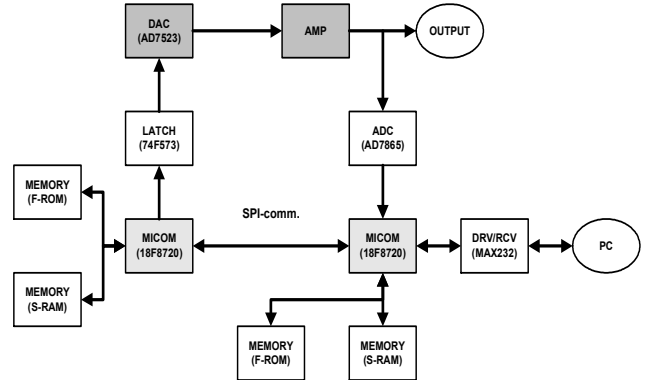 DAC
(AD7523)
AMP
OUTPUT
LATCH
(74F573)
ADC
(AD7865)
MEMORY
(F-ROM)
SPI-comm.
MICOM
(18F8720)
MICOM
(18F8720)
DRV/RCV
(MAX232)
PC
MEMORY
(S-RAM)
MEMORY
(F-ROM)
MEMORY
(S-RAM)